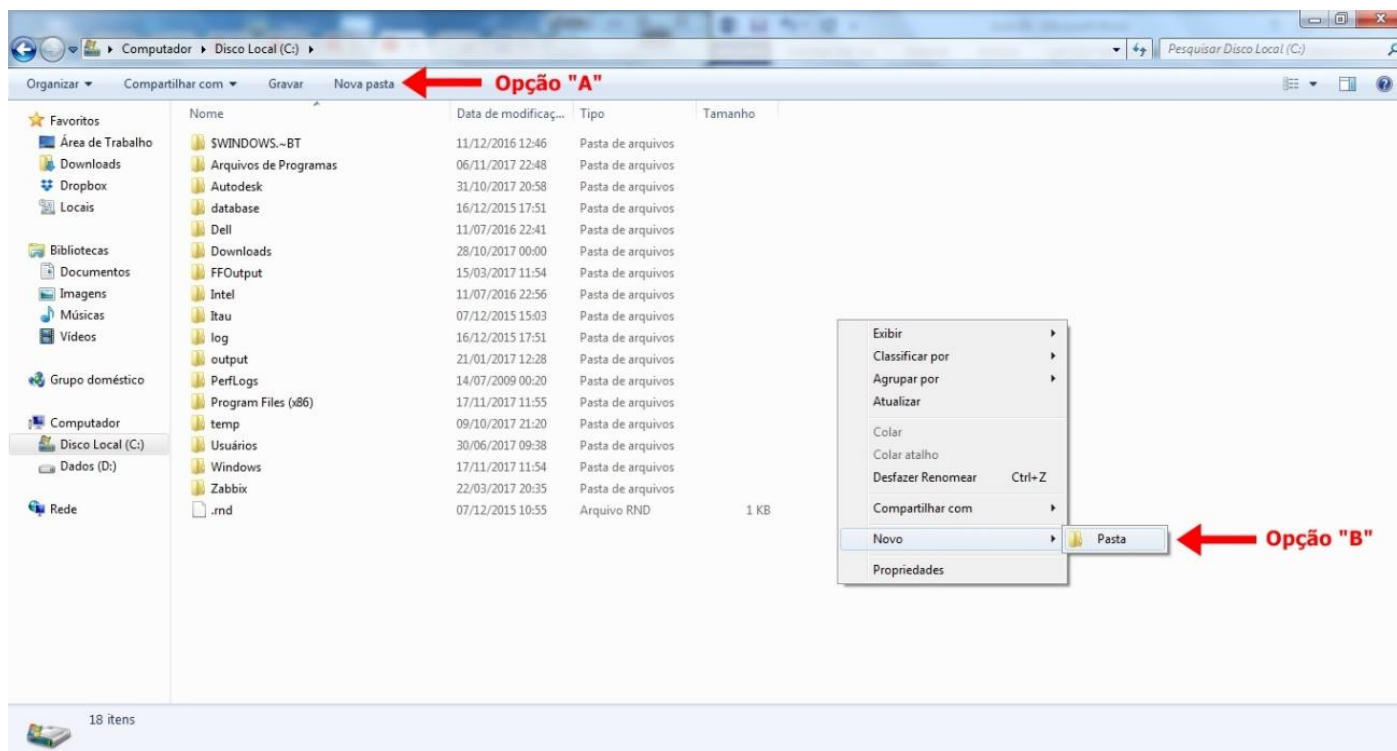 Computador ▸ Disco Local (C:) ▸ Pesquisar Disco Local (C:)
Organizar Compartilhar com Gravar Nova pasta Opção "A"
Favoritos
Área de Trabalho
Downloads
Dropbox
Locais
Bibliotecas
Documentos
Imagens
Músicas
Vídeos
Grupo doméstico
Computador
Disco Local (C:)
Dados (D:)
Rede
Nome Data de modificaç... Tipo Tamanho
$WINDOWS.~BT 11/12/2016 12:46 Pasta de arquivos
Arquivos de Programas 06/11/2017 22:48 Pasta de arquivos
Autodesk 31/10/2017 20:58 Pasta de arquivos
database 16/12/2015 17:51 Pasta de arquivos
Dell 11/07/2016 22:41 Pasta de arquivos
Downloads 28/10/2017 00:00 Pasta de arquivos
FFOutput 15/03/2017 11:54 Pasta de arquivos
Intel 11/07/2016 22:56 Pasta de arquivos
Itau 07/12/2015 15:03 Pasta de arquivos
log 16/12/2015 17:51 Pasta de arquivos
output 21/01/2017 12:28 Pasta de arquivos
PerfLogs 14/07/2009 00:20 Pasta de arquivos
Program Files (x86) 17/11/2017 11:55 Pasta de arquivos
temp 09/10/2017 21:20 Pasta de arquivos
Usuários 30/06/2017 09:38 Pasta de arquivos
Windows 17/11/2017 11:54 Pasta de arquivos
Zabbix 22/03/2017 20:35 Pasta de arquivos
.rnd 07/12/2015 10:55 Arquivo RND 1 KB
Exibir
Classificar por
Agrupar por
Atualizar
Colar
Colar atalho
Desfazer Renomear Ctrl+Z
Compartilhar com
Novo Pasta Opção "B"
Propriedades
18 itens